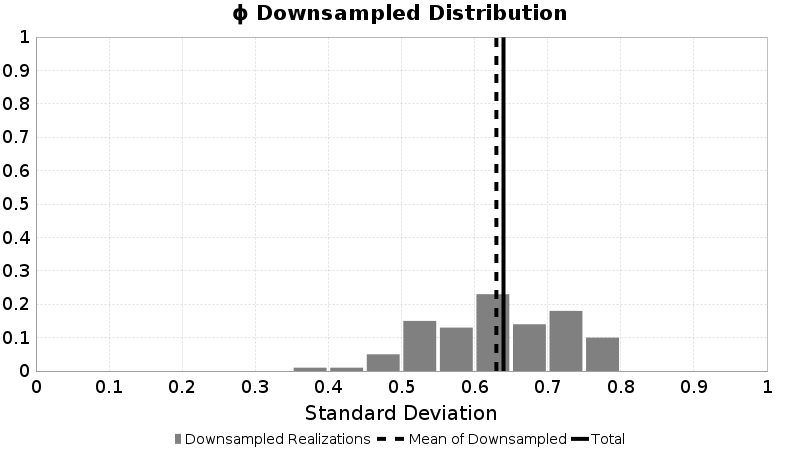 ϕ Downsampled Distribution
1
0.9
0.8
0.7
0.6
0.5
0.4
0.3
0.2
0.1
0
0 0.1 0.2 0.3 0.4 0.5 0.6 0.7 0.8 0.9 1
Standard Deviation
Downsampled Realizations Mean of Downsampled Total